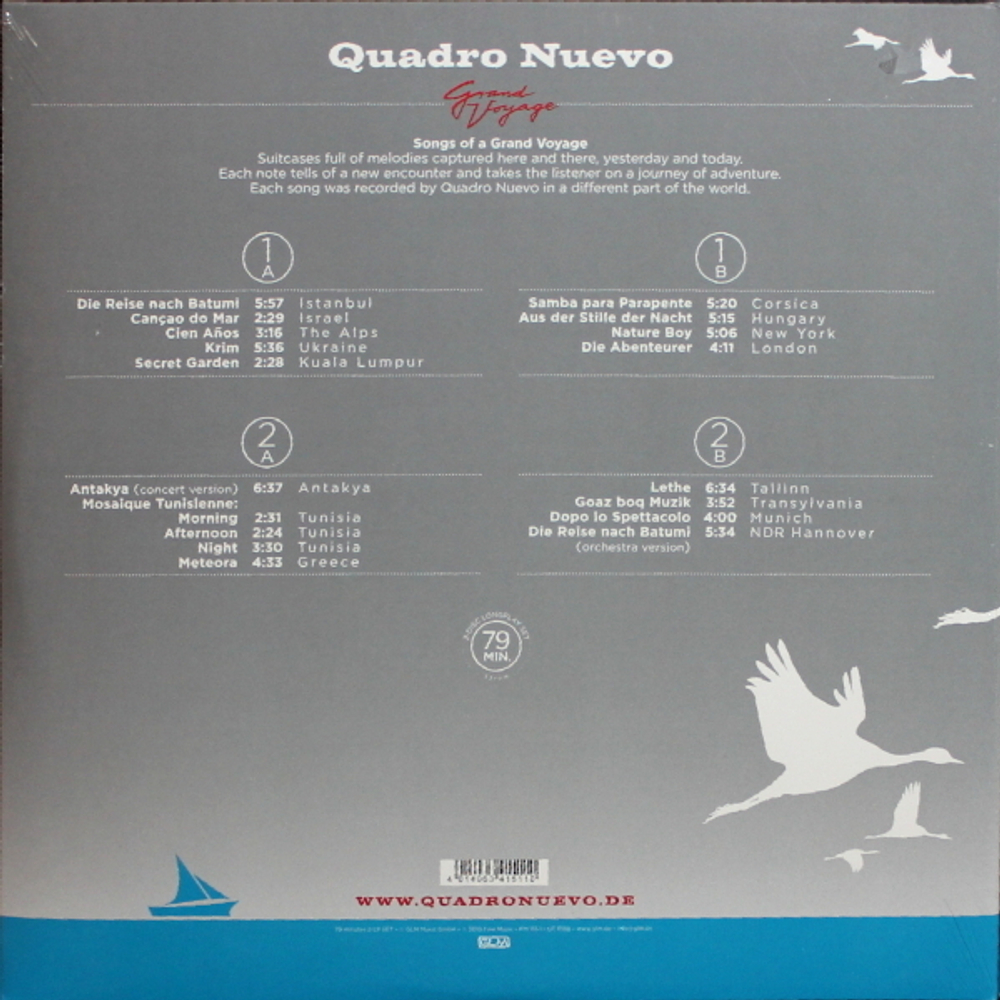 Quadro Nuevo
Grand
Voyage
Songs of a Grand Voyage
Suitcases full of melodies captured here and there, yesterday and today.
Each note tells of a new encounter and takes the listener on a journey of adventure.
Each song was recorded by Quadro Nuevo in a different part of the world.
1
A
Die Reise nach Batumi 5:57 Istanbul
Cançao do Mar 2:29 Israel
Cien Años 3:16 The Alps
Krim 5:36 Ukraine
Secret Garden 2:28 Kuala Lumpur
1
B
Samba para Parapente 5:20 Corsica
Aus der Stille der Nacht 5:15 Hungary
Nature Boy 5:06 New York
Die Abenteurer 4:11 London
2
A
Antakya (concert version) 6:37 Antakya
Mosaique Tunisienne:
Morning 2:31 Tunisia
Afternoon 2:24 Tunisia
Night 3:30 Tunisia
Meteora 4:33 Greece
2
B
Lethe 6:34 Tallinn
Goaz boq Muzik 3:52 Transylvania
Dopo lo Spettacolo 4:00 Munich
Die Reise nach Batumi 5:34 NDR Hannover
(orchestra version)
2 DISC LONGPLAY SET
79
MIN.
WWW.QUADRONUEVO.DE
GLM